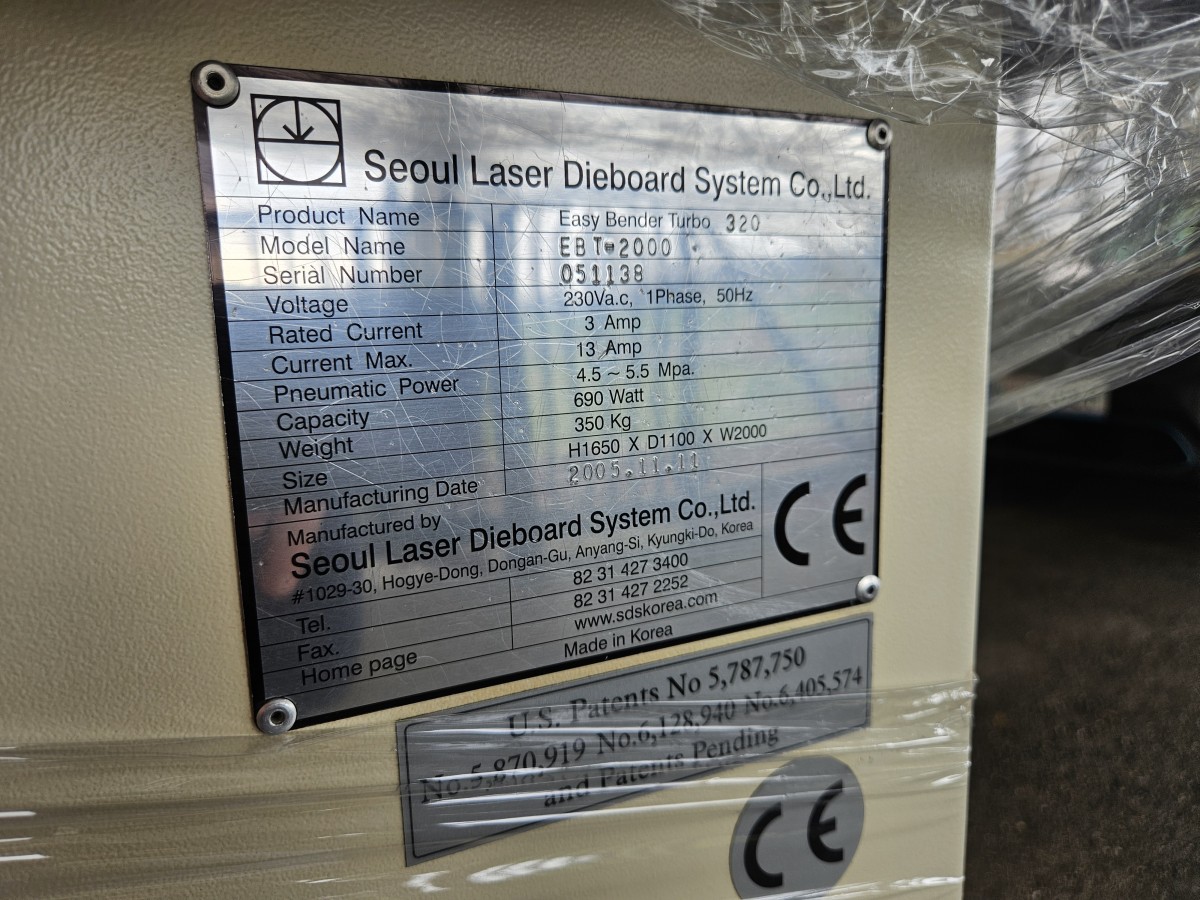 Seoul Laser Dieboard System Co.,Ltd.
Product Name Easy Bender Turbo 320
Model Name EBT-2000
Serial Number 051138
Voltage 230Va.c, 1Phase, 50Hz
Rated Current 3 Amp
Current Max. 13 Amp
Pneumatic Power 4.5 ~ 5.5 Mpa.
Capacity 690 Watt
Weight 350 Kg
Size H1650 X D1100 X W2000
Manufacturing Date 2005.11.11
Manufactured by
Seoul Laser Dieboard System Co.,Ltd.
#1029-30, Hogye-Dong, Dongan-Gu, Anyang-Si, Kyungki-Do, Korea
Tel. 82 31 427 3400
Fax. 82 31 427 2252
Home page www.sdskorea.com
Made in Korea
CE
U.S. Patents No 5,787,750
No.5,870,919 No.6,128,940 No.6,405,574
and Patents Pending
CE